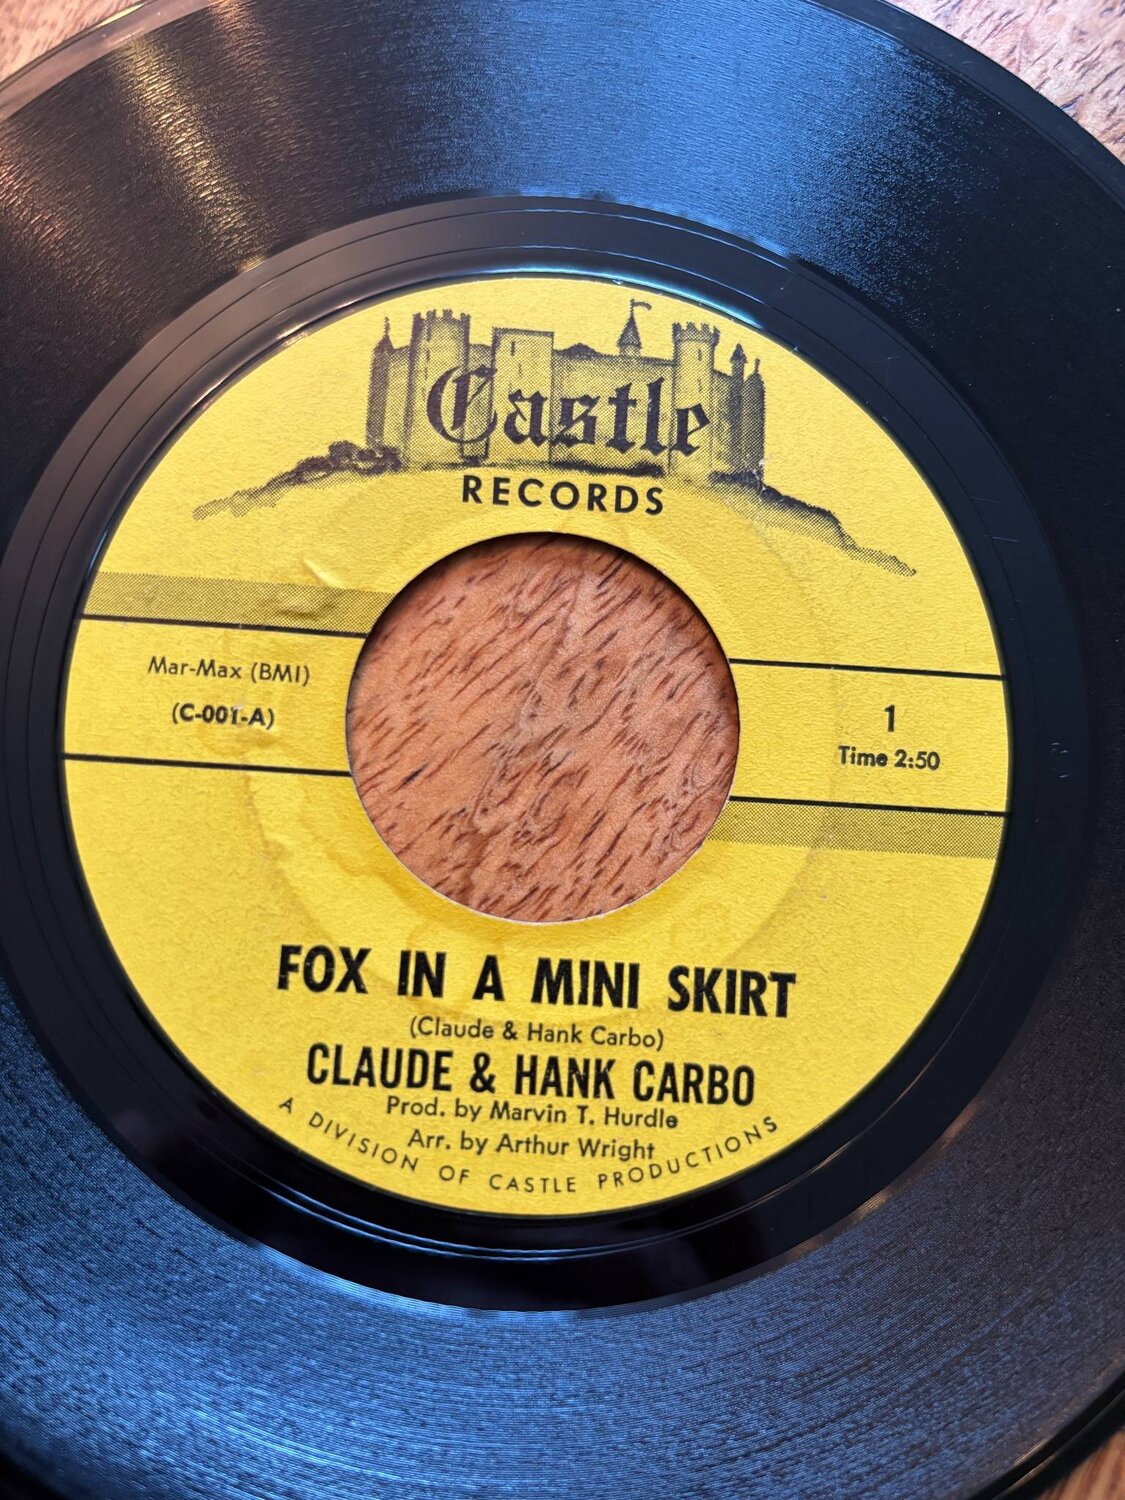 Castle
RECORDS
Mar-Max (BMI)
(C-001-A)
1
Time 2:50
FOX IN A MINI SKIRT
(Claude & Hank Carbo)
CLAUDE & HANK CARBO
Prod. by Marvin T. Hurdle
Arr. by Arthur Wright
A DIVISION OF CASTLE PRODUCTIONS